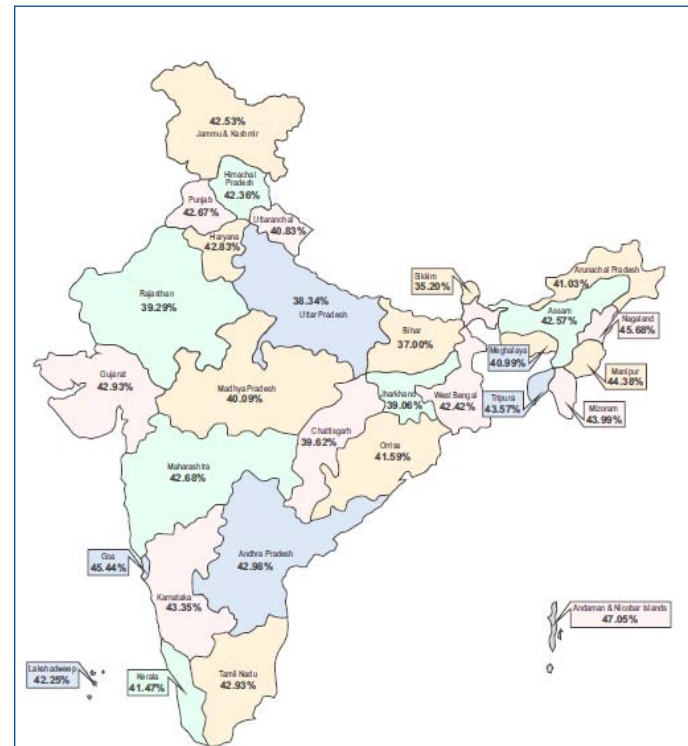 42.53%
Jammu & Kashmir
Himachal
Pradesh
42.36%
Punjab
42.67%
Uttaranchal
40.83%
Haryana
42.83%
Rajasthan
39.29%
38.34%
Uttar Pradesh
Sikkim
35.20%
Arunachal Pradesh
41.03%
Assam
42.57%
Nagaland
45.68%
Bihar
37.00%
Meghalaya
40.99%
Manipur
44.38%
Gujarat
42.93%
Madhya Pradesh
40.09%
Jharkhand
39.06%
West Bengal
42.42%
Tripura
43.57%
Mizoram
43.99%
Chattisgarh
39.62%
Orrisa
41.59%
Maharashtra
42.68%
Andhra Pradesh
42.98%
Goa
45.44%
Karnataka
43.35%
Andaman & Nicobar Islands
47.05%
Lakshadweep
42.25%
Kerala
41.47%
Tamil Nadu
42.93%